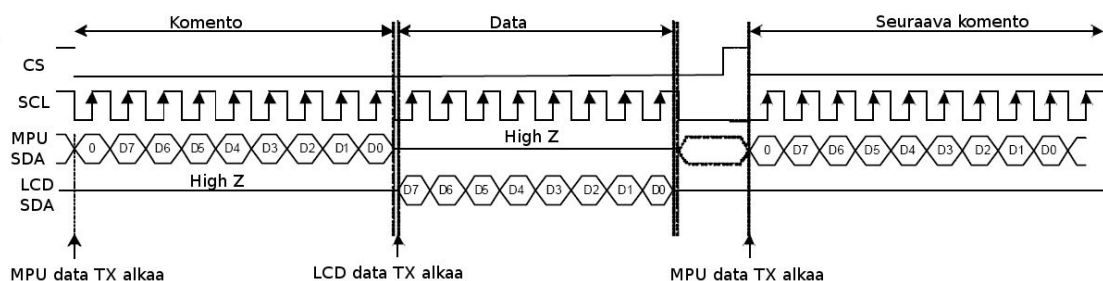 Komento Data Seuraava komento
CS
SCL
MPU SDA 0 D7 D6 D5 D4 D3 D2 D1 D0 High Z 0 D7 D6 D5 D4 D3 D2 D1 D0
LCD SDA High Z D7 D6 D5 D4 D3 D2 D1 D0
MPU data TX alkaa LCD data TX alkaa MPU data TX alkaa